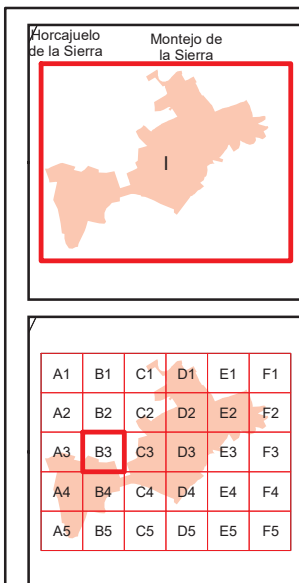 Horcajuelo
de la Sierra
Montejo de
la Sierra
I
A1 B1 C1 D1 E1 F1
A2 B2 C2 D2 E2 F2
A3 B3 C3 D3 E3 F3
A4 B4 C4 D4 E4 F4
A5 B5 C5 D5 E5 F5